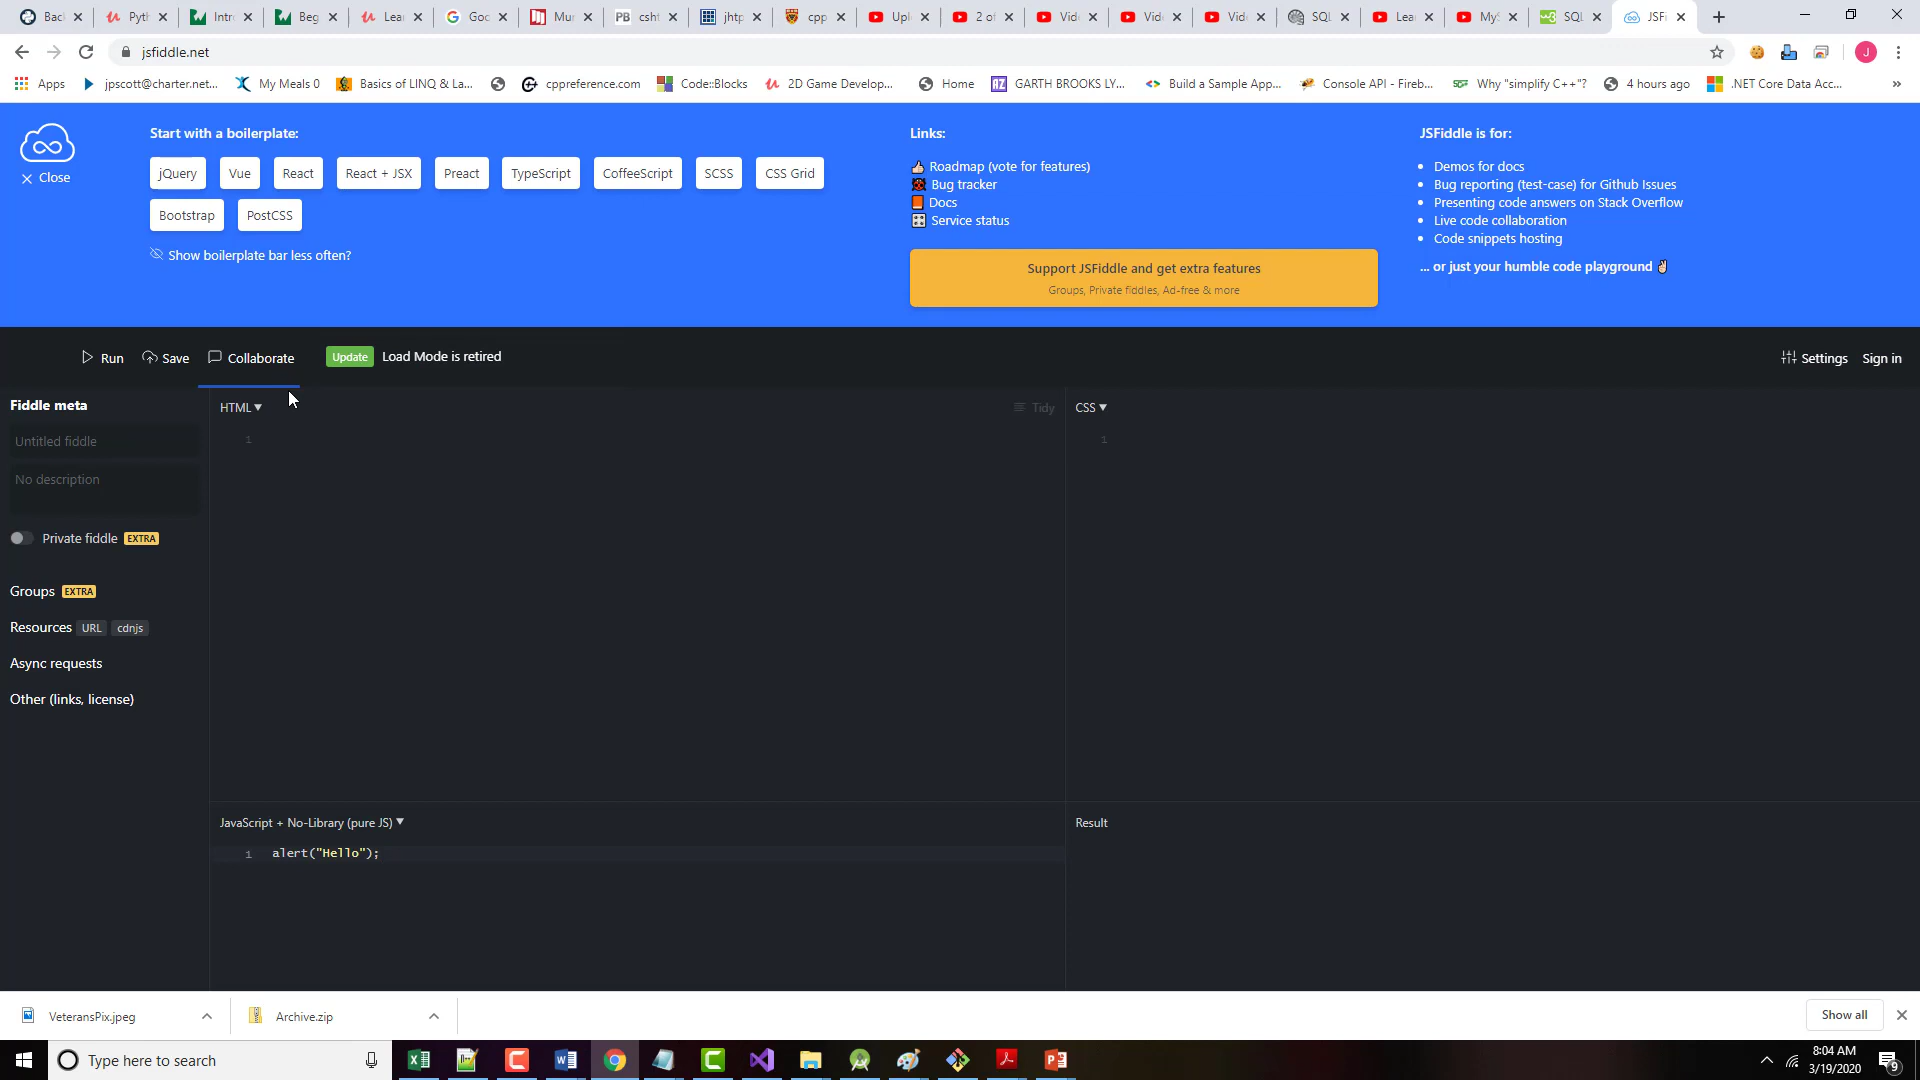 Bac
Pyth
Intro
Beg
Lear
Goo
Mu
PB csh
jhtp
cpp
Upl
2 of
Vid
Vid
Vid
SQL
Lea
My
SQL
JSFi
jsfiddle.net
J
Apps
jpscott@charter.net...
My Meals 0
Basics of LINQ & La...
cppreference.com
Code::Blocks
2D Game Develop...
Home
AZ GARTH BROOKS LY...
Build a Sample App...
Console API - Fireb...
Why "simplify C++"?
4 hours ago
.NET Core Data Acc...
»
Close
Start with a boilerplate:
jQuery
Vue
React
React + JSX
Preact
TypeScript
CoffeeScript
SCSS
CSS Grid
Bootstrap
PostCSS
Show boilerplate bar less often?
Links:
Roadmap (vote for features)
Bug tracker
Docs
Service status
Support JSFiddle and get extra features
Groups, Private fiddles, Ad-free & more
JSFiddle is for:
• Demos for docs
• Bug reporting (test-case) for Github Issues
• Presenting code answers on Stack Overflow
• Live code collaboration
• Code snippets hosting
... or just your humble code playground ✌
Run
Save
Collaborate
Update Load Mode is retired
Settings
Sign in
Fiddle meta
Untitled fiddle
No description
Private fiddle EXTRA
Groups EXTRA
Resources URL cdnjs
Async requests
Other (links, license)
HTML ▼
Tidy
1
CSS ▼
1
JavaScript + No-Library (pure JS) ▼
1 alert("Hello");
Result
VeteransPix.jpeg
Archive.zip
Show all
Type here to search
8:04 AM
3/19/2020
9